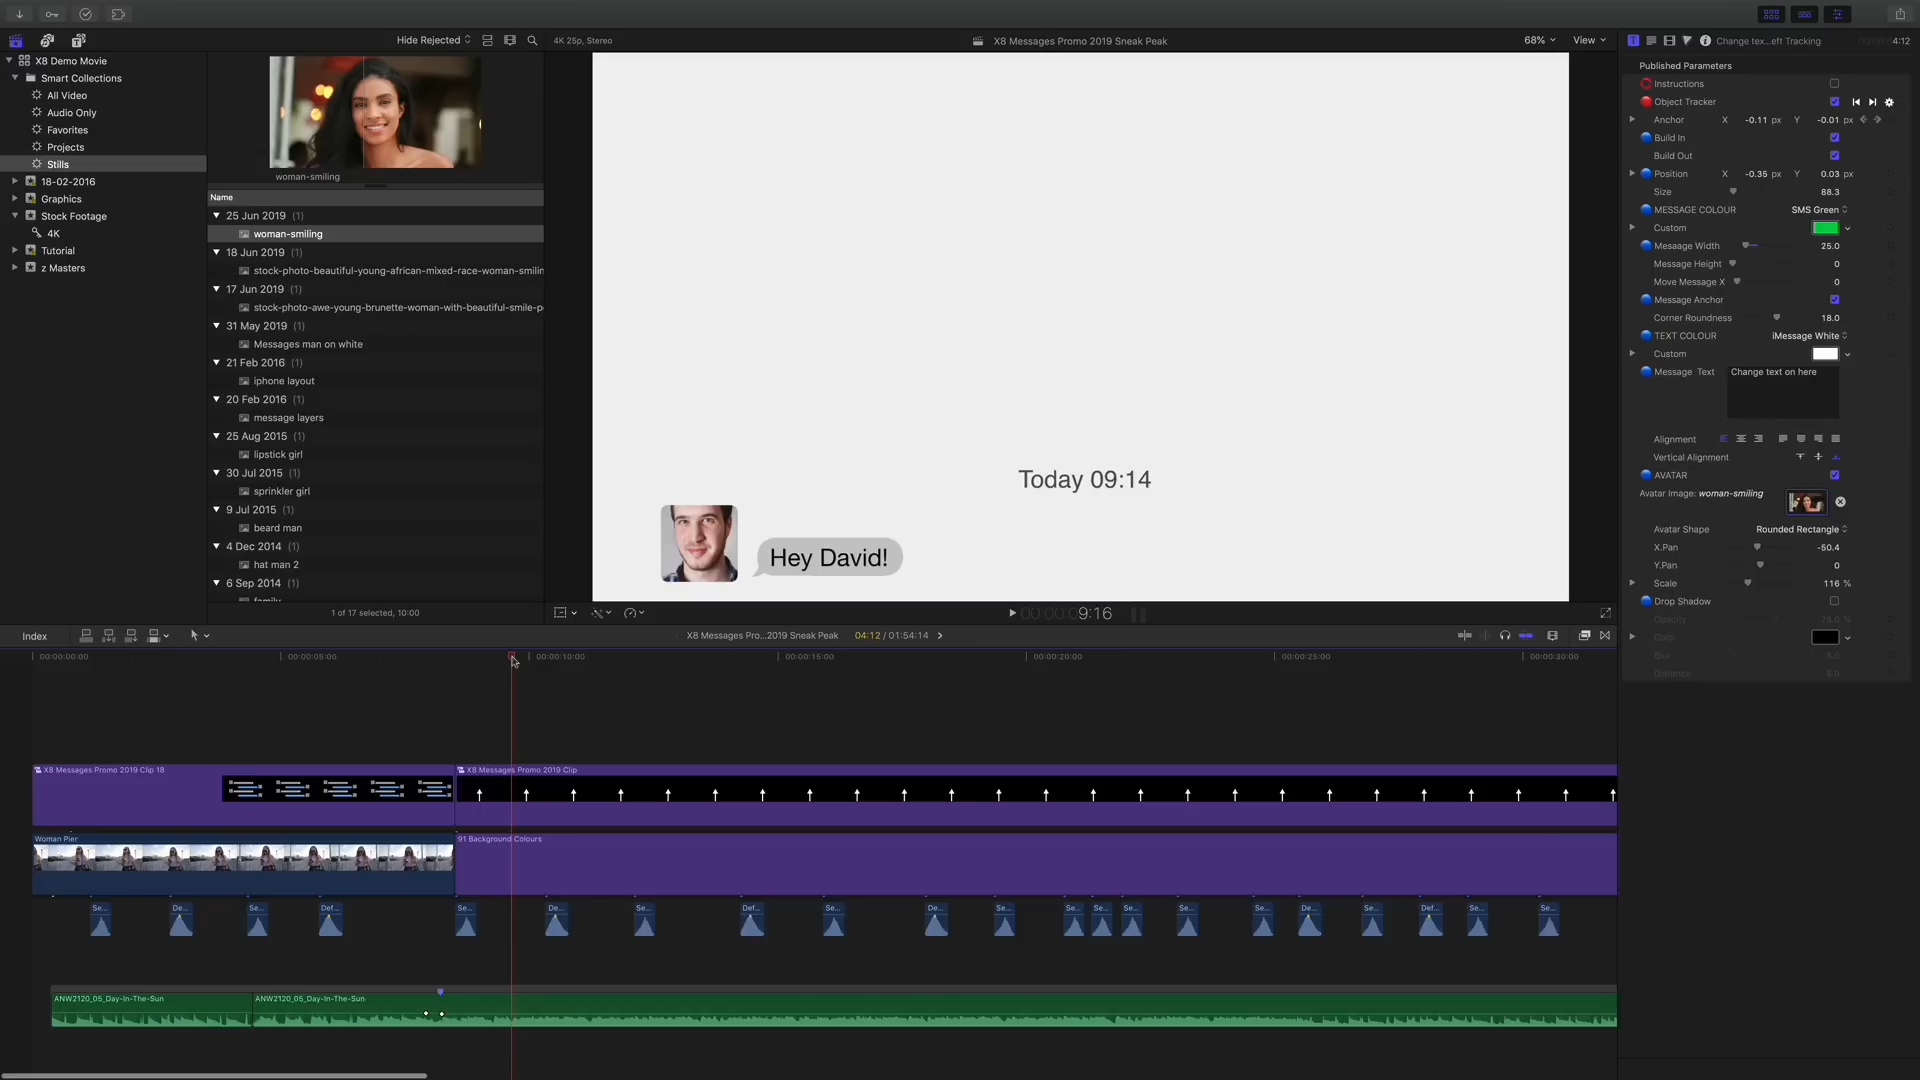 Hide Rejected
4K 25p, Stereo
X8 Messages Promo 2019 Sneak Peak
68%
View
Change tex...eft Tracking
4:12
X8 Demo Movie
Smart Collections
All Video
Audio Only
Favorites
Projects
Stills
18-02-2016
Graphics
Stock Footage
4K
Tutorial
z Masters
woman-smiling
Name
25 Jun 2019 (1)
woman-smiling
18 Jun 2019 (1)
stock-photo-beautiful-young-african-mixed-race-woman-smilin
17 Jun 2019 (1)
stock-photo-awe-young-brunette-woman-with-beautiful-smile-p
31 May 2019 (1)
Messages man on white
21 Feb 2016 (1)
iphone layout
20 Feb 2016 (1)
message layers
25 Aug 2015 (1)
lipstick girl
30 Jul 2015 (1)
sprinkler girl
9 Jul 2015 (1)
beard man
4 Dec 2014 (1)
hat man 2
6 Sep 2014 (1)
family
1 of 17 selected, 10:00
Today 09:14
Hey David!
00:00:00:09:16
Published Parameters
Instructions
Object Tracker
Anchor X -0.11 px Y -0.01 px
Build In
Build Out
Position X -0.35 px Y 0.03 px
Size 88.3
MESSAGE COLOUR SMS Green
Custom
Mesaage Width 25.0
Message Height 0
Move Message X 0
Message Anchor
Corner Roundness 18.0
TEXT COLOUR iMessage White
Custom
Message Text Change text on here
Alignment
Vertical Alignment
AVATAR
Avatar Image: woman-smiling
Avatar Shape Rounded Rectangle
X.Pan -50.4
Y.Pan 0
Scale 116 %
Drop Shadow
Opacity 75.0 %
Color
Blur 5.0
Distance 5.0
Index
X8 Messages Pro...2019 Sneak Peak
04:12 / 01:54:14
00:00:00:00
00:00:05:00
00:00:10:00
00:00:15:00
00:00:20:00
00:00:25:00
00:00:30:00
X8 Messages Promo 2019 Clip 18
X8 Messages Promo 2019 Clip
Woman Pier
91 Background Colours
Se... De... Se... Def... Se... De... Se... Def... Se... De... Se... Se... Se... Se... Se... Se... De... Se... Def... Se... Se...
ANW2120_05_Day-In-The-Sun
ANW2120_05_Day-In-The-Sun